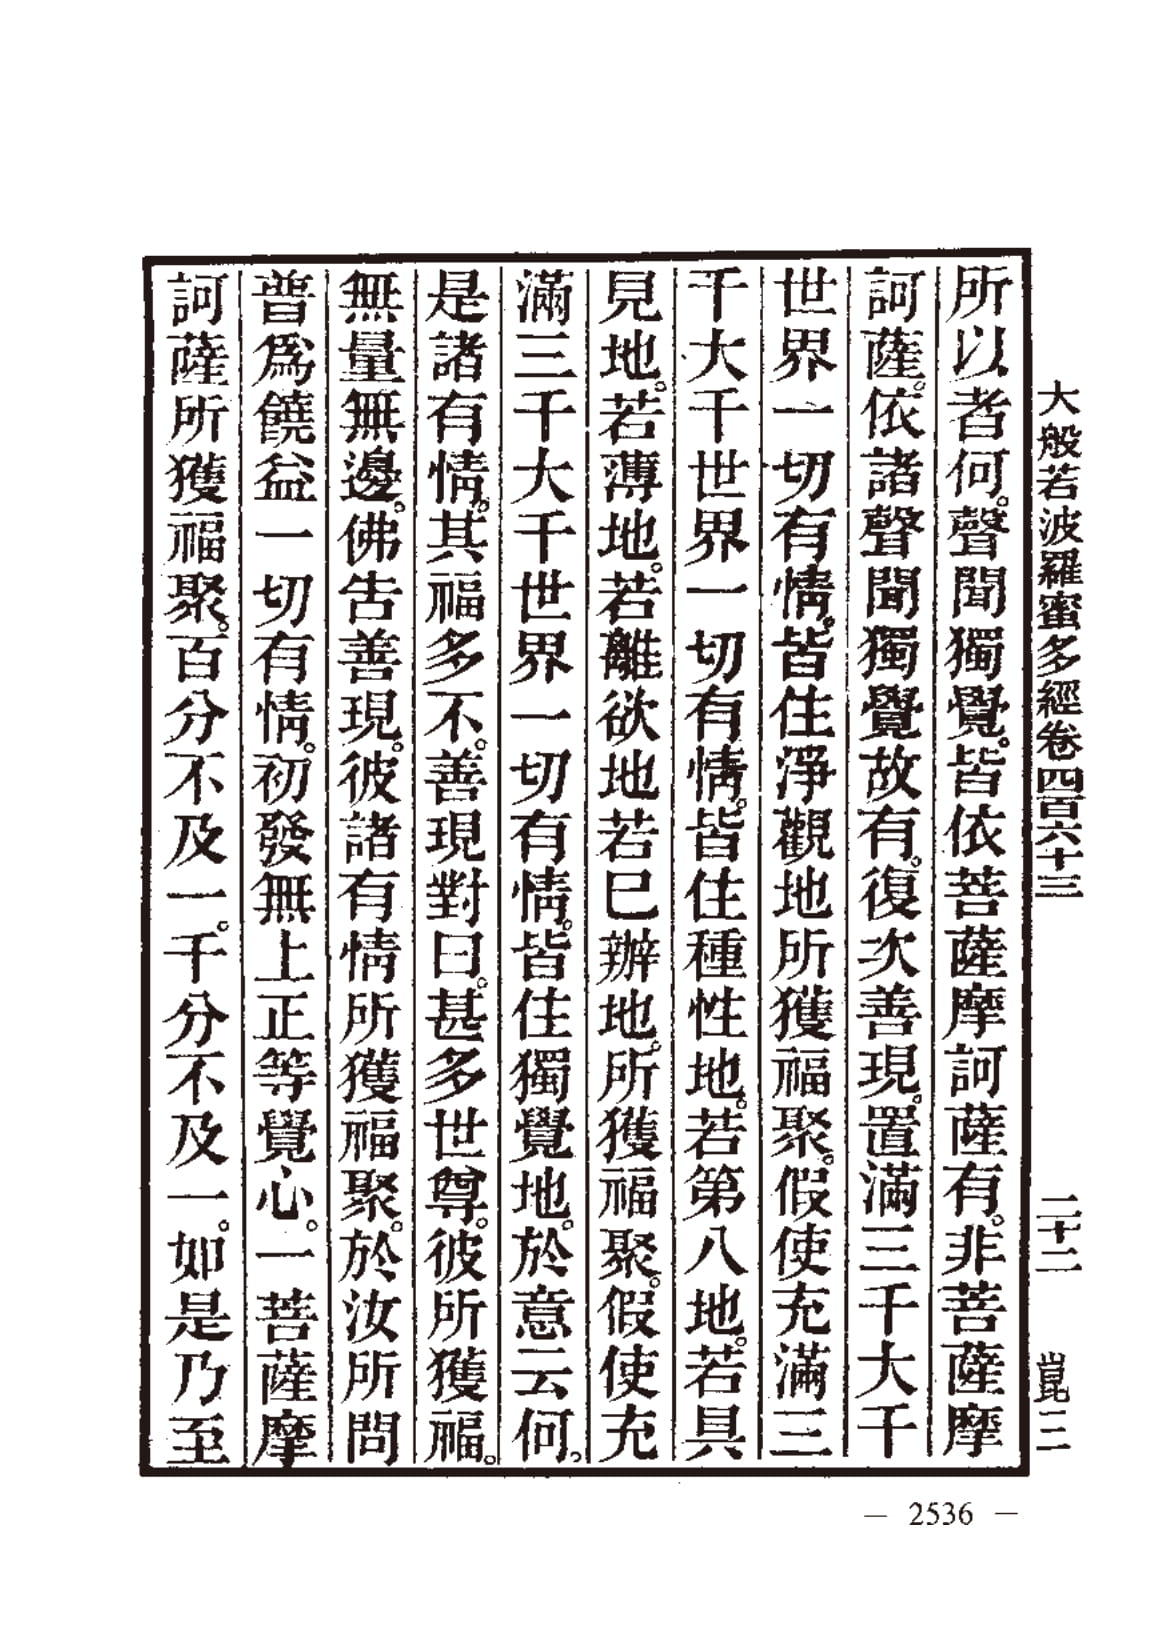 大般若波羅蜜多經卷四百六十三　二十二　崑三
所以者何。聲聞獨覺。皆依菩薩摩訶薩有。非菩薩摩
訶薩。依諸聲聞獨覺故有。復次善現。置滿三千大千
世界一切有情。皆住淨觀地所獲福聚。假使充滿三
千大千世界一切有情。皆住種性地。若第八地。若具
見地。若薄地。若離欲地若已辦地。所獲福聚。假使充
滿三千大千世界一切有情。皆住獨覺地。於意云何。
是諸有情。其福多不。善現對曰。甚多世尊。彼所獲福。
無量無邊。佛告善現。彼諸有情所獲福聚。於汝所問
普爲饒益一切有情。初發無上正等覺心。一菩薩摩
訶薩所獲福聚。百分不及一。千分不及一。如是乃至
— 2536 —